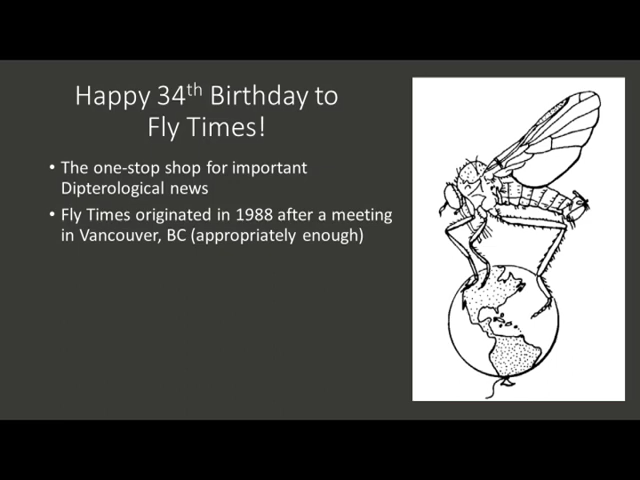 Happy 34th Birthday to
Fly Times!
• The one-stop shop for important
Dipterological news
• Fly Times originated in 1988 after a meeting
in Vancouver, BC (appropriately enough)